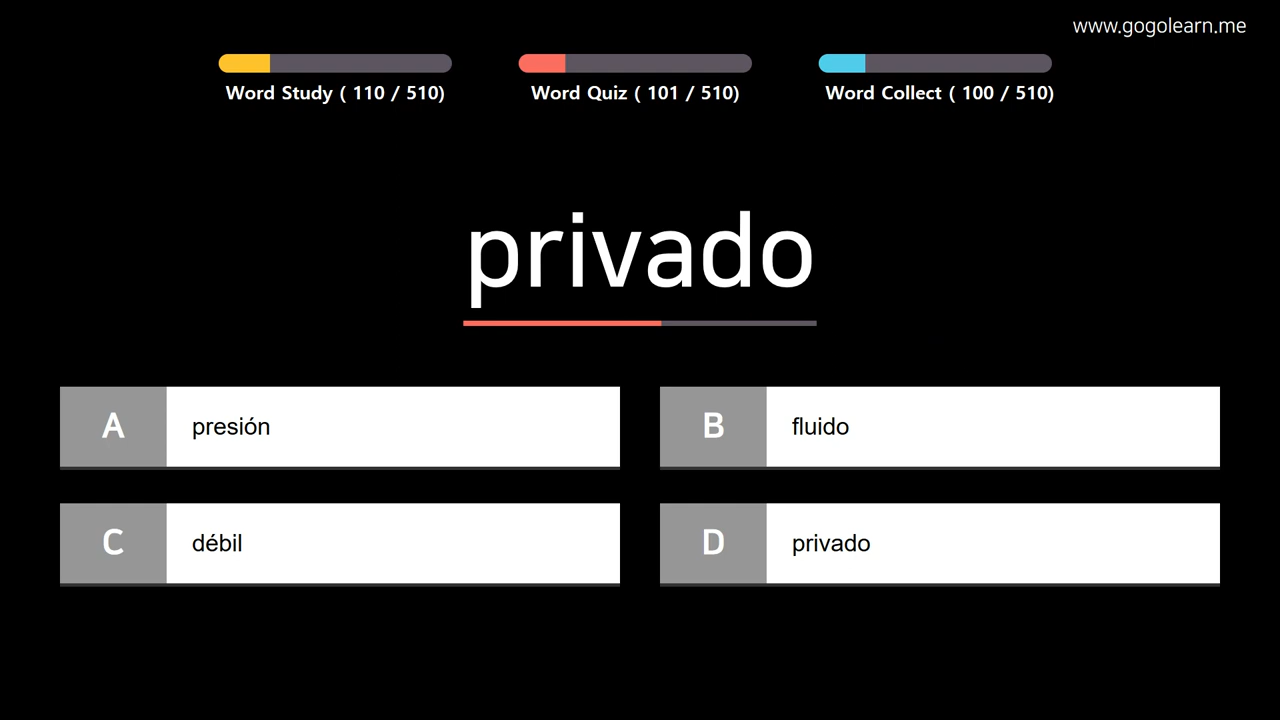 www.gogolearn.me
Word Study ( 110 / 510)
Word Quiz ( 101 / 510)
Word Collect ( 100 / 510)
privado
A presión
B fluido
C débil
D privado